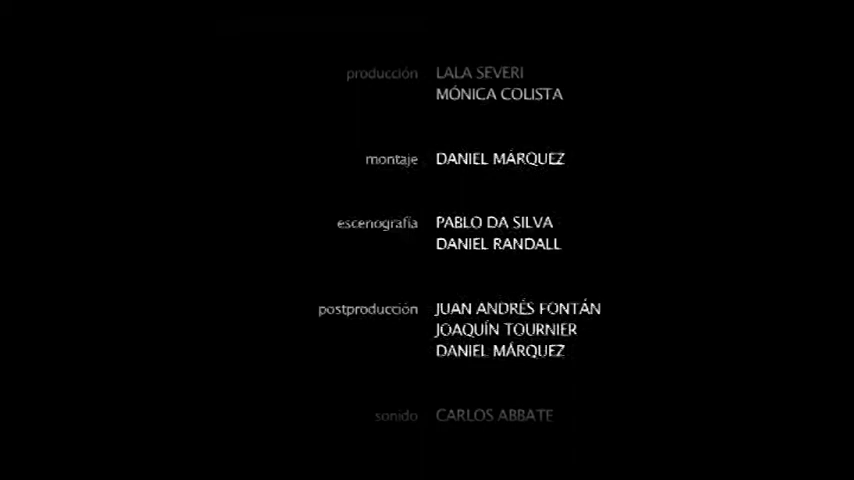 producción LALA SEVERI
MÓNICA COLISTA
montaje DANIEL MÁRQUEZ
escenografía PABLO DA SILVA
DANIEL RANDALL
postproducción JUAN ANDRÉS FONTÁN
JOAQUÍN TOURNIER
DANIEL MÁRQUEZ
sonido CARLOS ABBATE